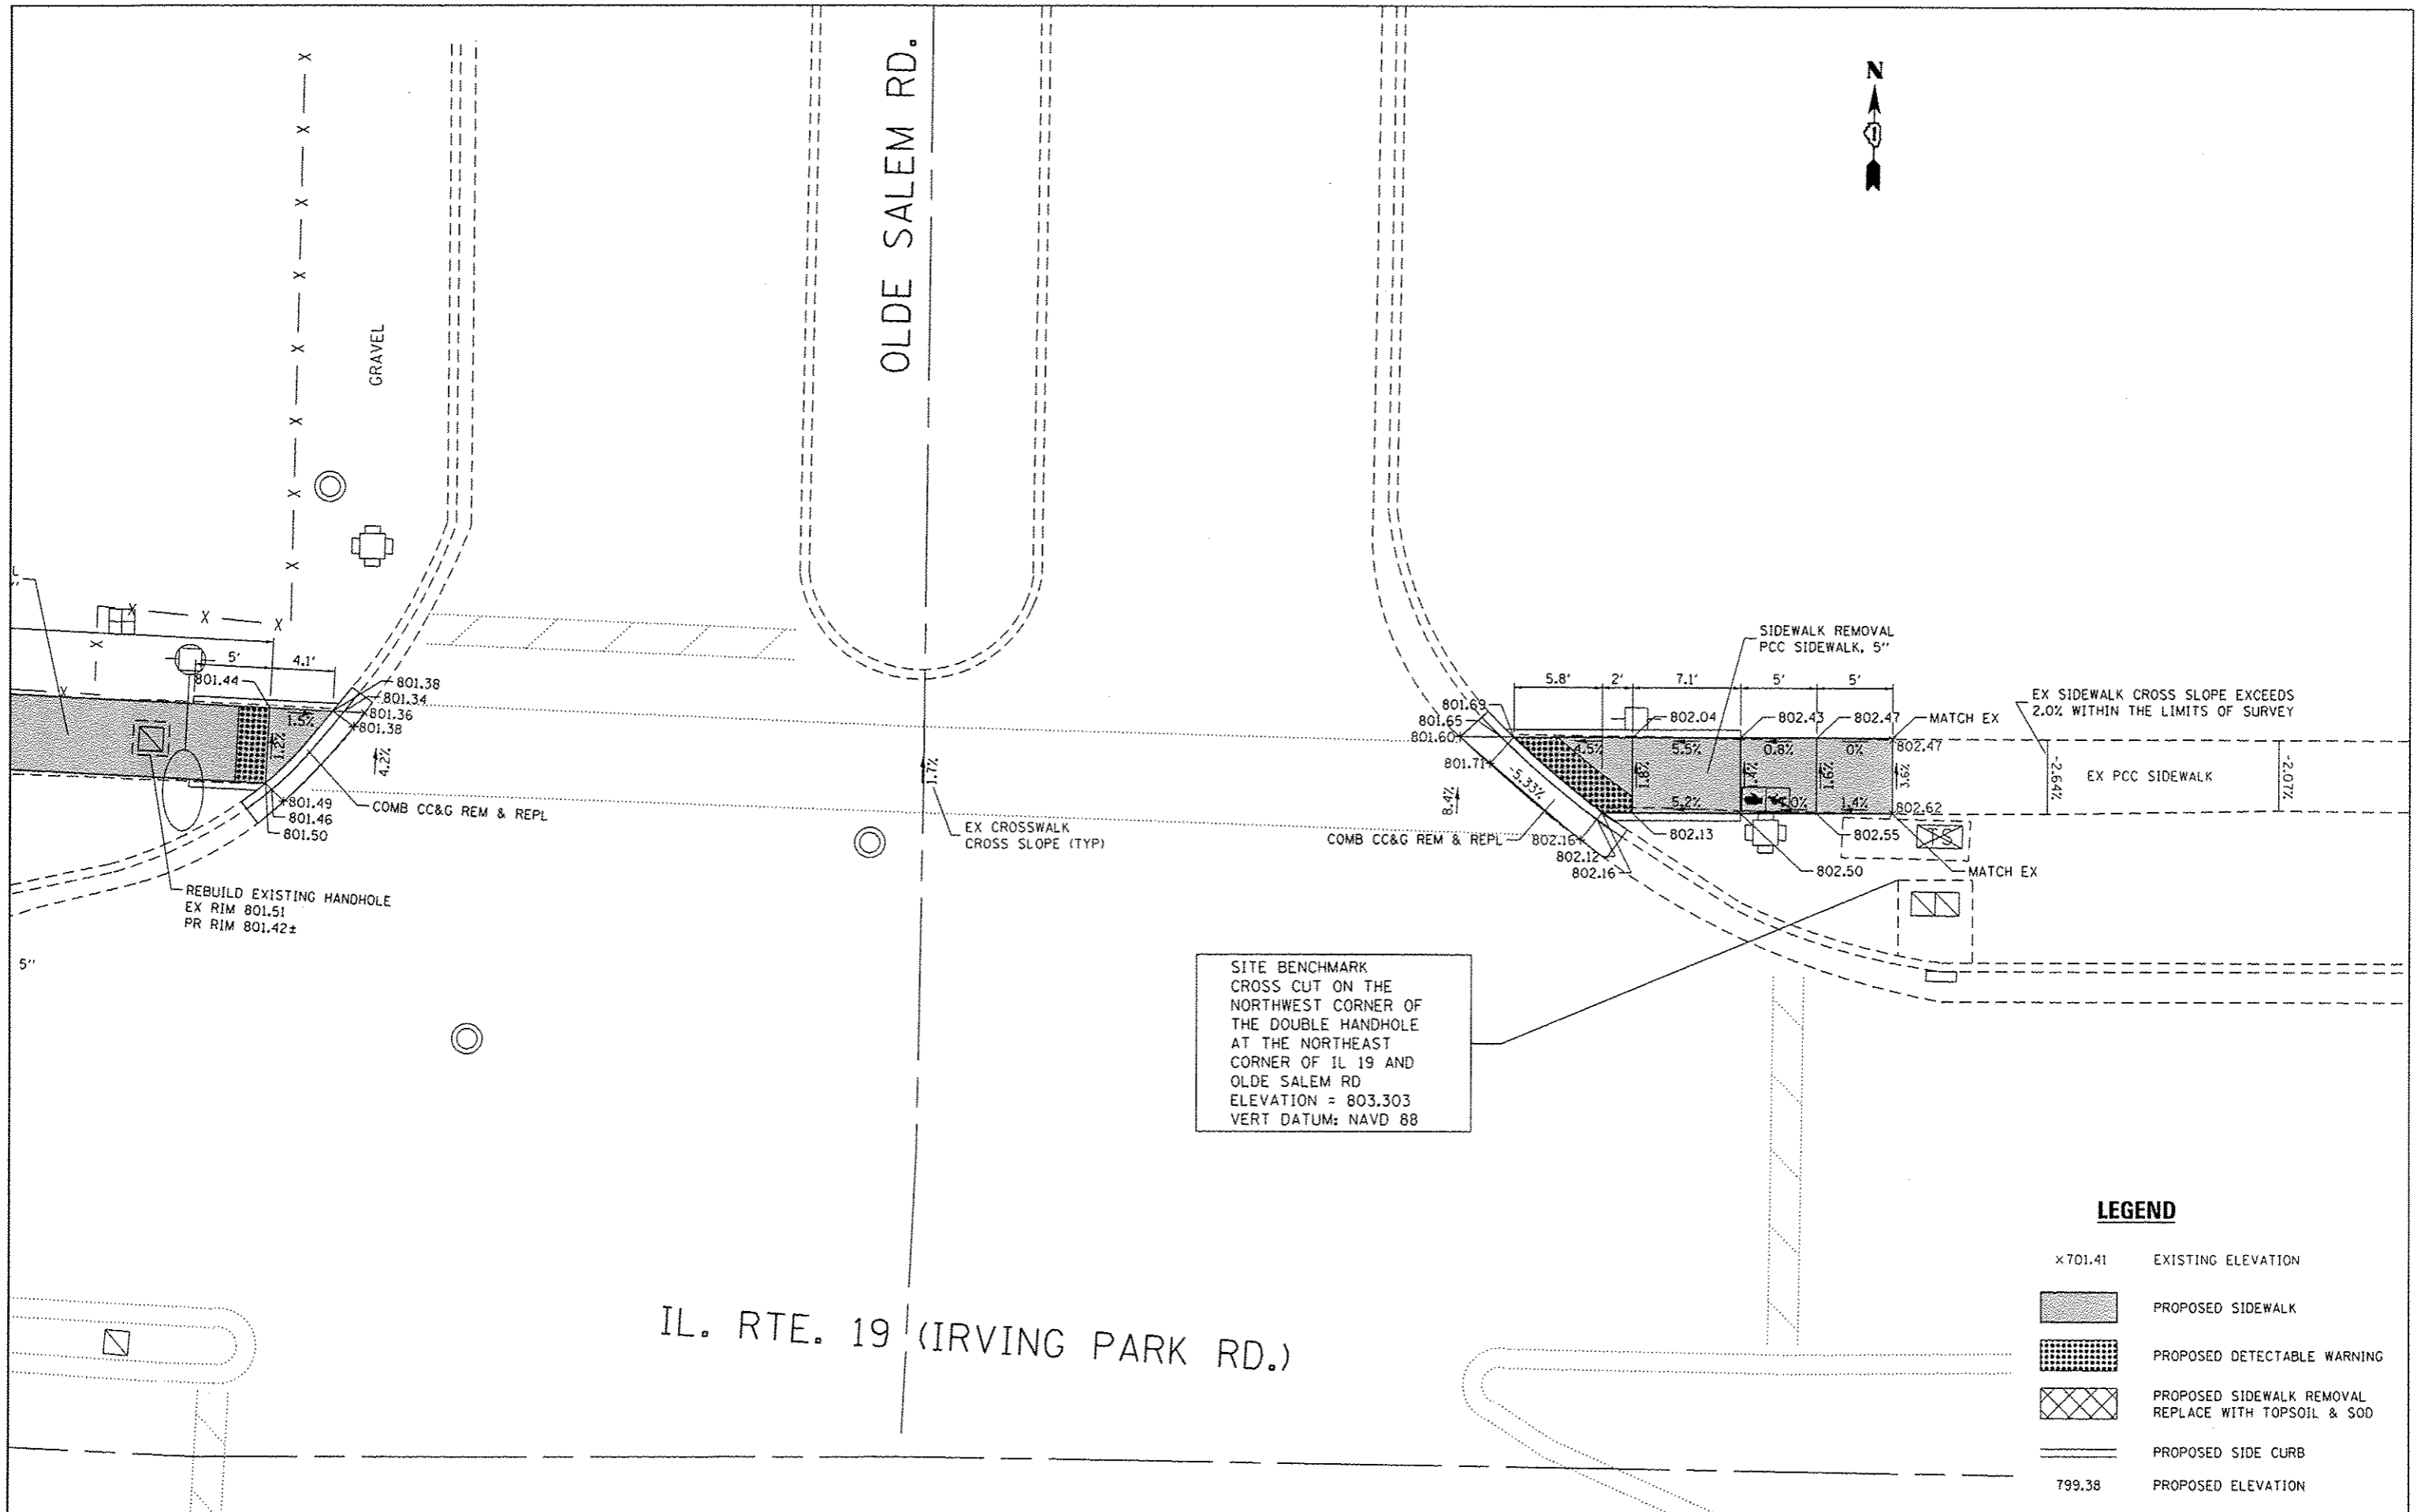 OLDE SALEM RD.
N
1
GRAVEL
5'
4.1'
801.44
801.38
801.34
801.36
801.38
1.5%
1.2%
4.2%
801.49
801.46
801.50
COMB CC&G REM & REPL
REBUILD EXISTING HANDHOLE
EX RIM 801.51
PR RIM 801.42±
5"
1.7%
EX CROSSWALK
CROSS SLOPE (TYP)
SIDEWALK REMOVAL
PCC SIDEWALK, 5"
5.8'
2'
7.1'
5'
5'
801.69
801.65
801.60
801.71
802.04
802.43
802.47
MATCH EX
802.47
4.5%
5.5%
0.8%
0%
1.8%
1.4%
1.6%
3.6%
-5.33%
8.4%
5.2%
1.4%
802.62
COMB CC&G REM & REPL
802.16
802.12
802.16
802.13
802.50
802.55
TS
MATCH EX
EX SIDEWALK CROSS SLOPE EXCEEDS
2.0% WITHIN THE LIMITS OF SURVEY
-2.64%
EX PCC SIDEWALK
-2.07%
SITE BENCHMARK
CROSS CUT ON THE
NORTHWEST CORNER OF
THE DOUBLE HANDHOLE
AT THE NORTHEAST
CORNER OF IL 19 AND
OLDE SALEM RD
ELEVATION = 803.303
VERT DATUM: NAVD 88
IL. RTE. 19 (IRVING PARK RD.)
LEGEND
×701.41 EXISTING ELEVATION
PROPOSED SIDEWALK
PROPOSED DETECTABLE WARNING
PROPOSED SIDEWALK REMOVAL
REPLACE WITH TOPSOIL & SOD
PROPOSED SIDE CURB
799.38 PROPOSED ELEVATION